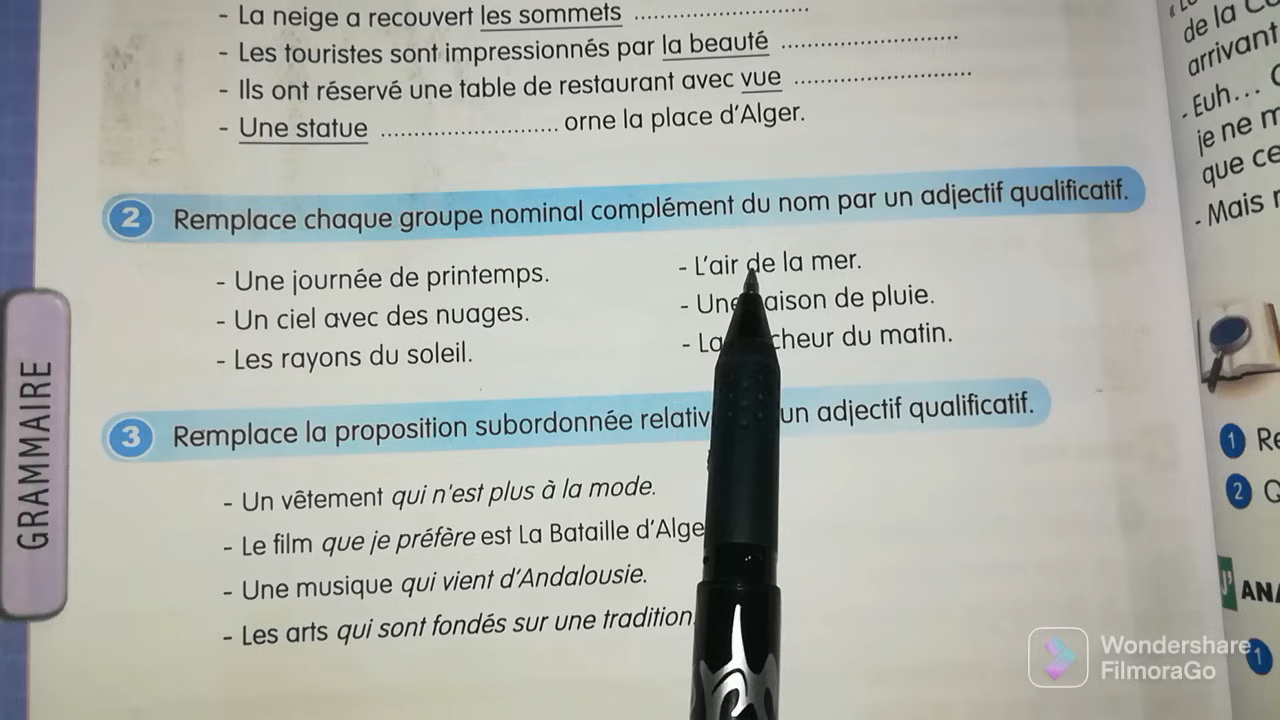 - La neige a recouvert les sommets ....................................
- Les touristes sont impressionnés par la beauté ....................................
- Ils ont réservé une table de restaurant avec vue ....................................
- Une statue .................................... orne la place d'Alger.
2 Remplace chaque groupe nominal complément du nom par un adjectif qualificatif.
- Une journée de printemps.
- Un ciel avec des nuages.
- Les rayons du soleil.
- L'air de la mer.
- Une aison de pluie.
- La cheur du matin.
3 Remplace la proposition subordonnée relativ un adjectif qualificatif.
- Un vêtement qui n'est plus à la mode.
- Le film que je préfère est La Bataille d'Alge
- Une musique qui vient d'Andalousie.
- Les arts qui sont fondés sur une tradition
GRAMMAIRE
de la
arrivant
- Euh...
je ne m
que ce
- Mais
1 Re
2
J'
ANA
1
Wondershare
FilmoraGo